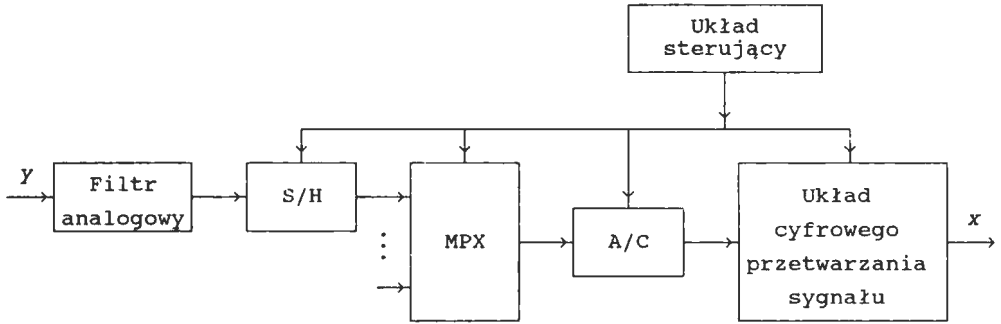 Układ
sterujący
y
Filtr
analogowy
S/H
MPX
A/C
Układ
cyfrowego
przetwarzania
sygnału
x